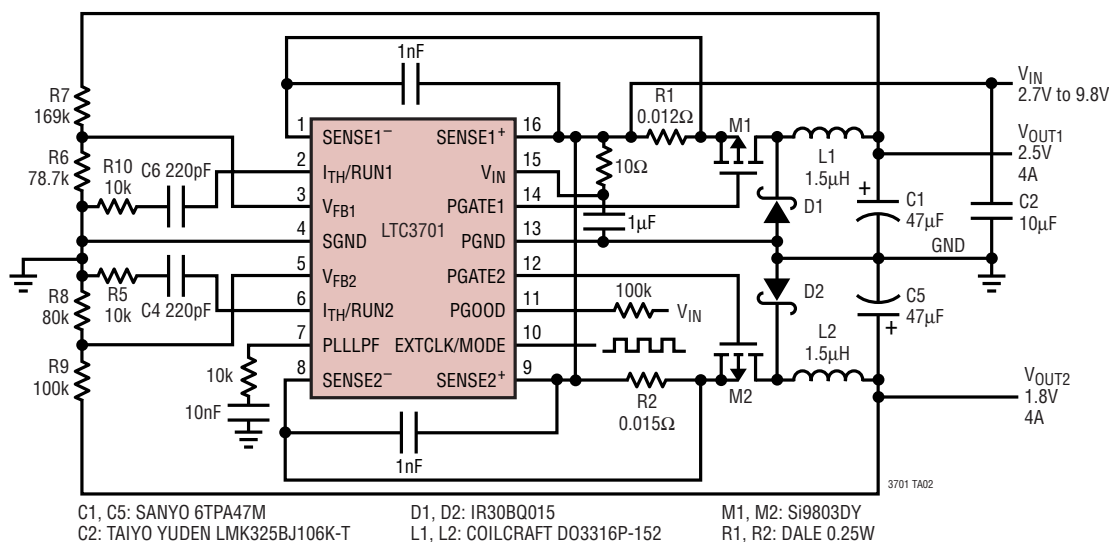 1nF
R7
169k
R6
78.7k
R10
10k
C6 220pF
R5
10k
C4 220pF
R8
80k
R9
100k
10k
10nF
1
SENSE1–
2
ITH/RUN1
3
VFB1
4
SGND
5
VFB2
6
ITH/RUN2
7
PLLLPF
8
SENSE2–
LTC3701
SENSE1+
16
VIN
15
PGATE1
14
PGND
13
PGATE2
12
PGOOD
11
EXTCLK/MODE
10
SENSE2+
9
1nF
R1
0.012Ω
10Ω
1µF
M1
L1
1.5µH
D1
+
C1
47µF
VIN
2.7V to 9.8V
VOUT1
2.5V
4A
C2
10µF
GND
100k
VIN
D2
C5
47µF
+
L2
1.5µH
M2
R2
0.015Ω
VOUT2
1.8V
4A
3701 TA02
C1, C5: SANYO 6TPA47M
C2: TAIYO YUDEN LMK325BJ106K-T
D1, D2: IR30BQ015
L1, L2: COILCRAFT DO3316P-152
M1, M2: Si9803DY
R1, R2: DALE 0.25W